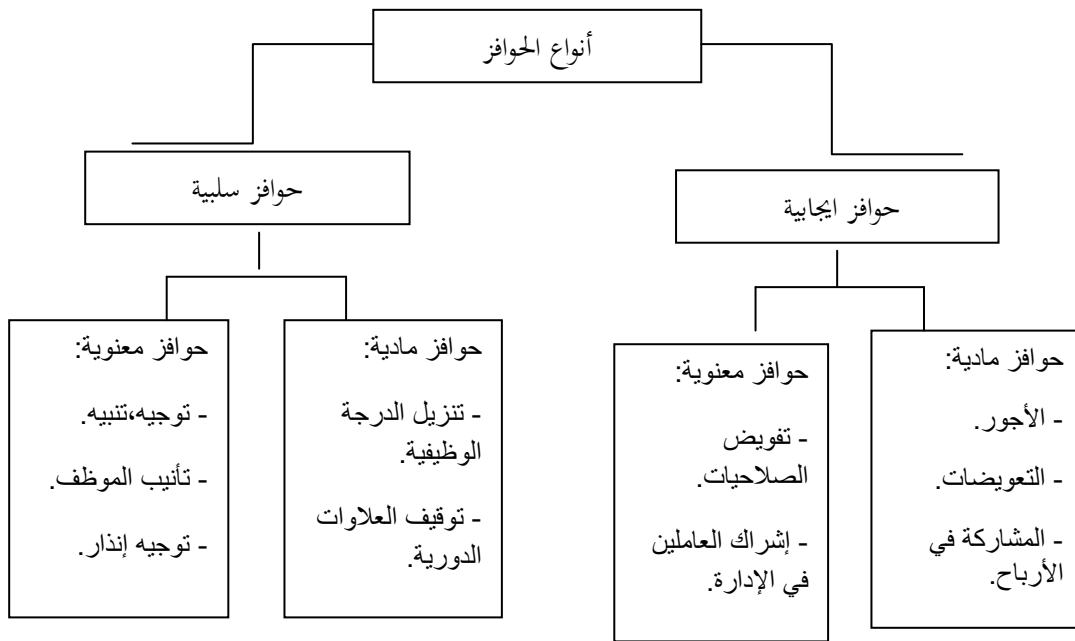 أنواع الحوافز
حوافز ايجابية
حوافز سلبية
حوافز مادية:
- الأجور.
- التعويضات.
- المشاركة في
الأرباح.
حوافز معنوية:
- تفويض
الصلاحيات.
- إشراك العاملين
في الإدارة.
حوافز مادية:
- تنزيل الدرجة
الوظيفية.
- توقيف العلاوات
الدورية.
حوافز معنوية:
- توجيه،تنبيه.
- تأنيب الموظف.
- توجيه إنذار.